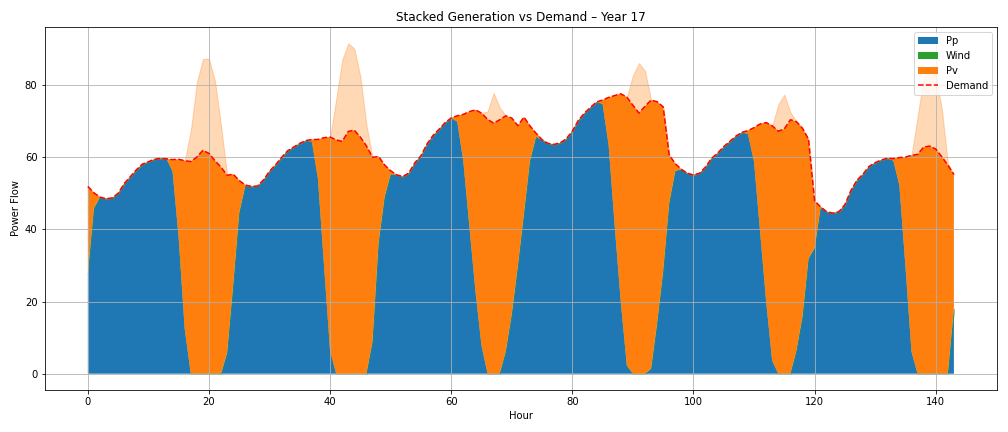 Stacked Generation vs Demand – Year 17
Pp
Wind
Pv
Demand
Power Flow
80
60
40
20
0
0 20 40 60 80 100 120 140
Hour